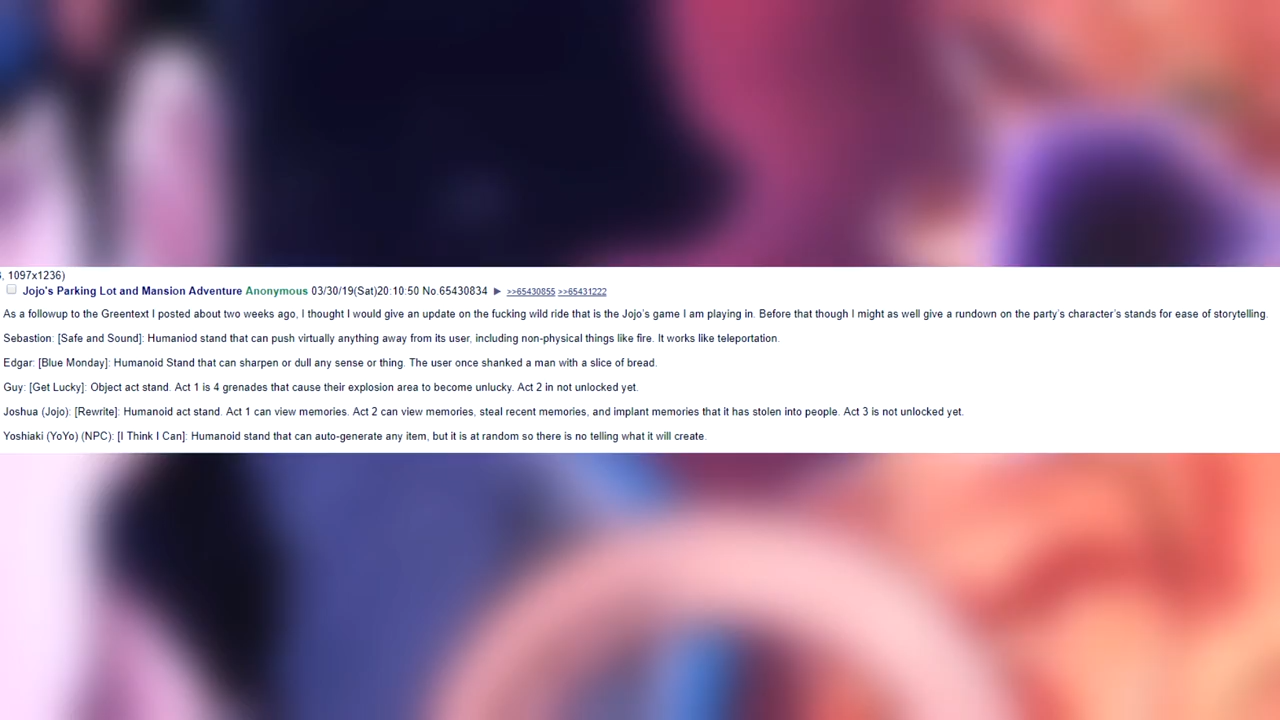 , 1097x1236)
Jojo's Parking Lot and Mansion Adventure Anonymous 03/30/19(Sat)20:10:50 No.65430834 ▶ >>65430855 >>65431222
As a followup to the Greentext I posted about two weeks ago, I thought I would give an update on the fucking wild ride that is the Jojo's game I am playing in. Before that though I might as well give a rundown on the party's character's stands for ease of storytelling.
Sebastion: [Safe and Sound]: Humaniod stand that can push virtually anything away from its user, including non-physical things like fire. It works like teleportation.
Edgar: [Blue Monday]: Humanoid Stand that can sharpen or dull any sense or thing. The user once shanked a man with a slice of bread.
Guy: [Get Lucky]: Object act stand. Act 1 is 4 grenades that cause their explosion area to become unlucky. Act 2 in not unlocked yet.
Joshua (Jojo): [Rewrite]: Humanoid act stand. Act 1 can view memories. Act 2 can view memories, steal recent memories, and implant memories that it has stolen into people. Act 3 is not unlocked yet.
Yoshiaki (YoYo) (NPC): [I Think I Can]: Humanoid stand that can auto-generate any item, but it is at random so there is no telling what it will create.